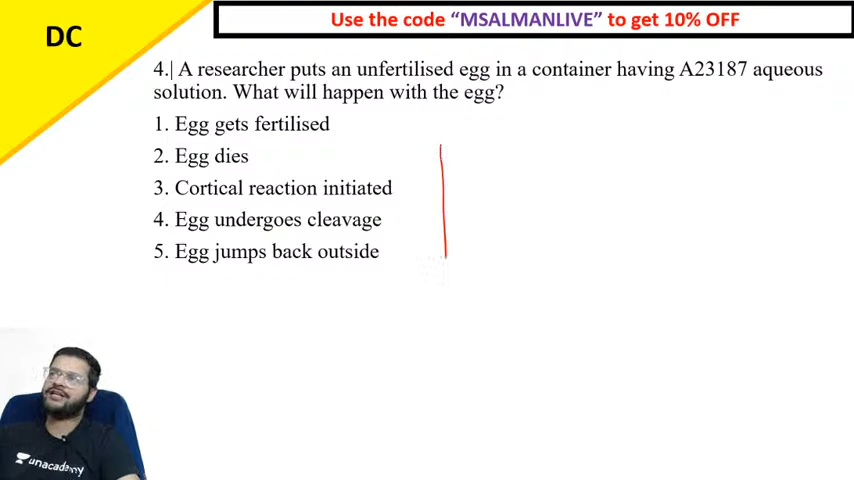 DC
Use the code “MSALMANLIVE” to get 10% OFF
4.| A researcher puts an unfertilised egg in a container having A23187 aqueous
solution. What will happen with the egg?
1. Egg gets fertilised
2. Egg dies
3. Cortical reaction initiated
4. Egg undergoes cleavage
5. Egg jumps back outside
unacademy